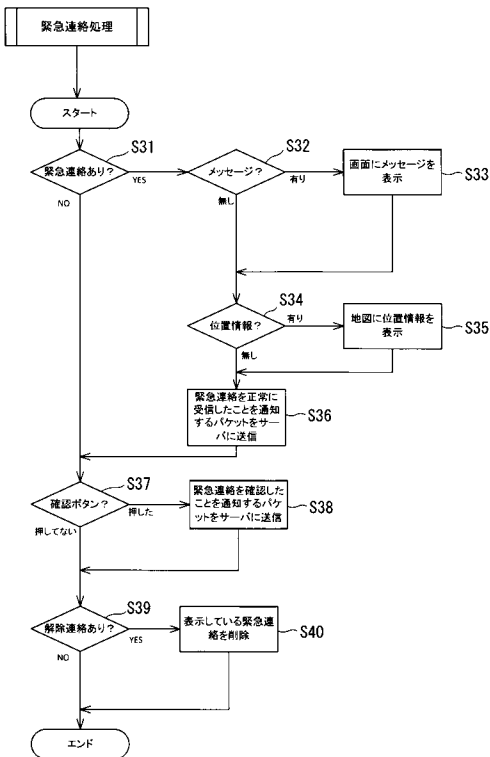 緊急連絡処理
スタート
S31
緊急連絡あり？
YES
NO
S32
メッセージ？
有り
無し
S33
画面にメッセージを
表示
S34
位置情報？
有り
無し
S35
地図に位置情報を
表示
S36
緊急連絡を正常に
受信したことを通知
するパケットをサー
バに送信
S37
確認ボタン？
押した
押してない
S38
緊急連絡を確認した
ことを通知するパケ
ットをサーバに送信
S39
解除連絡あり？
YES
NO
S40
表示している緊急連
絡を削除
エンド